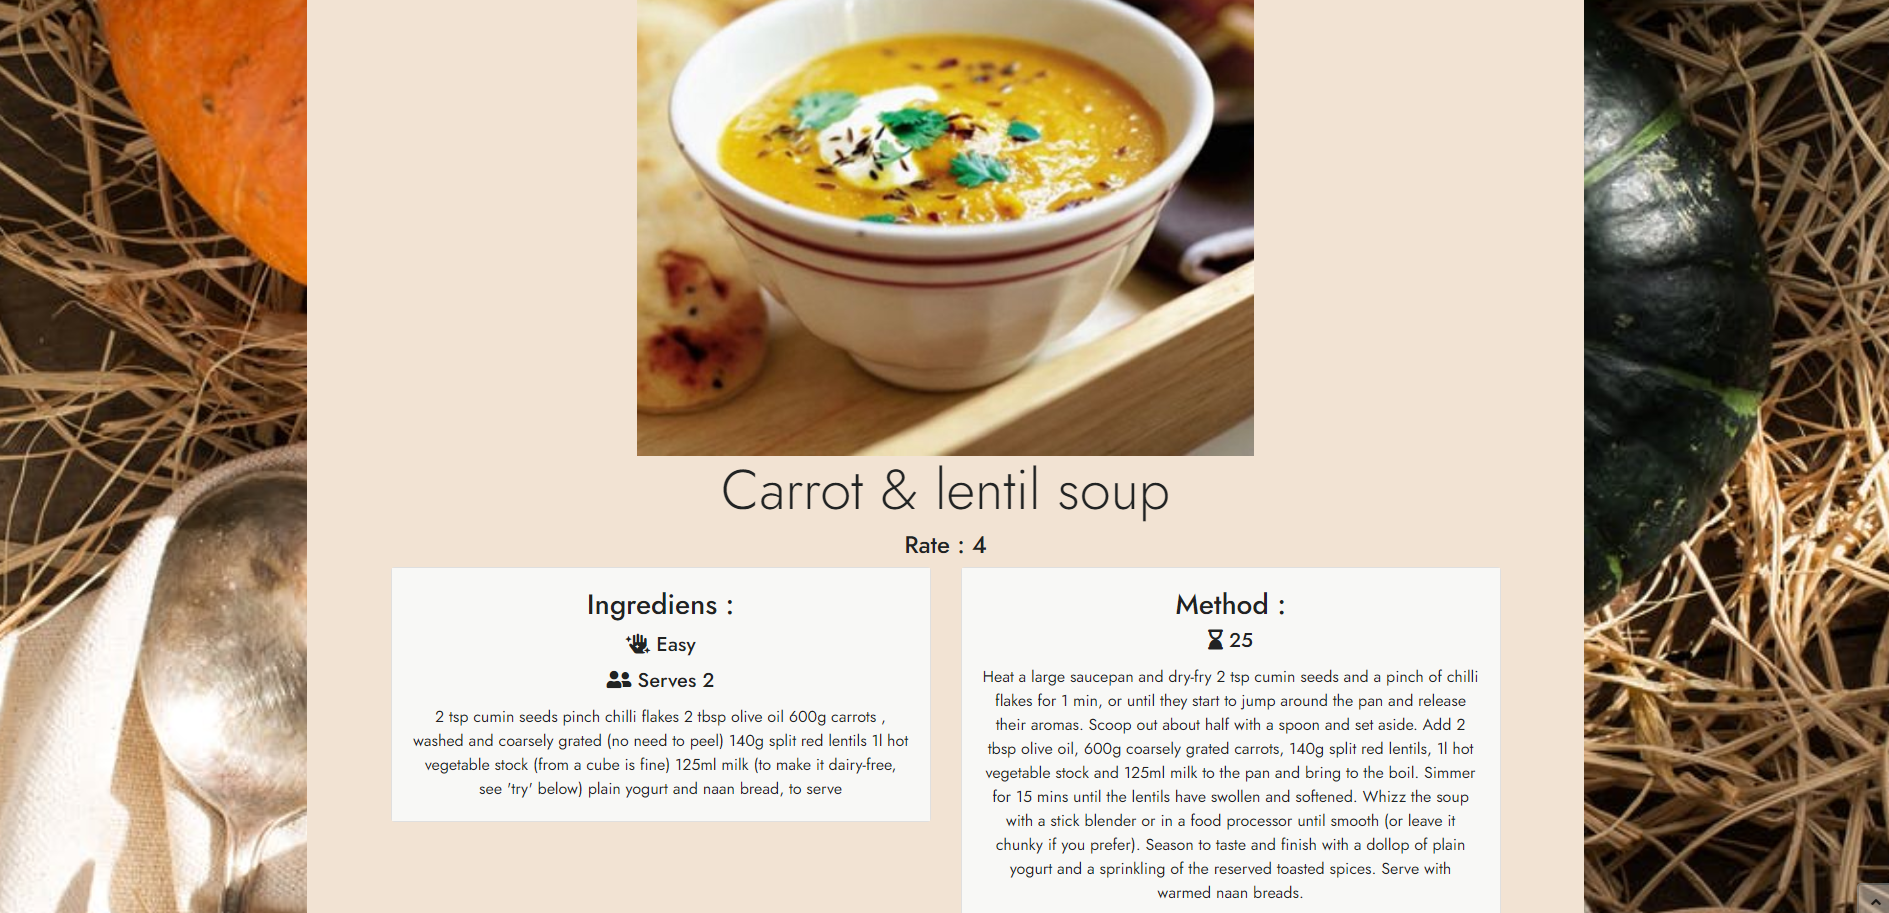 Carrot & lentil soup
Rate : 4
Ingrediens :
Easy
Serves 2
2 tsp cumin seeds pinch chilli flakes 2 tbsp olive oil 600g carrots ,
washed and coarsely grated (no need to peel) 140g split red lentils 1l hot
vegetable stock (from a cube is fine) 125ml milk (to make it dairy-free,
see 'try' below) plain yogurt and naan bread, to serve
Method :
25
Heat a large saucepan and dry-fry 2 tsp cumin seeds and a pinch of chilli
flakes for 1 min, or until they start to jump around the pan and release
their aromas. Scoop out about half with a spoon and set aside. Add 2
tbsp olive oil, 600g coarsely grated carrots, 140g split red lentils, 1l hot
vegetable stock and 125ml milk to the pan and bring to the boil. Simmer
for 15 mins until the lentils have swollen and softened. Whizz the soup
with a stick blender or in a food processor until smooth (or leave it
chunky if you prefer). Season to taste and finish with a dollop of plain
yogurt and a sprinkling of the reserved toasted spices. Serve with
warmed naan breads.